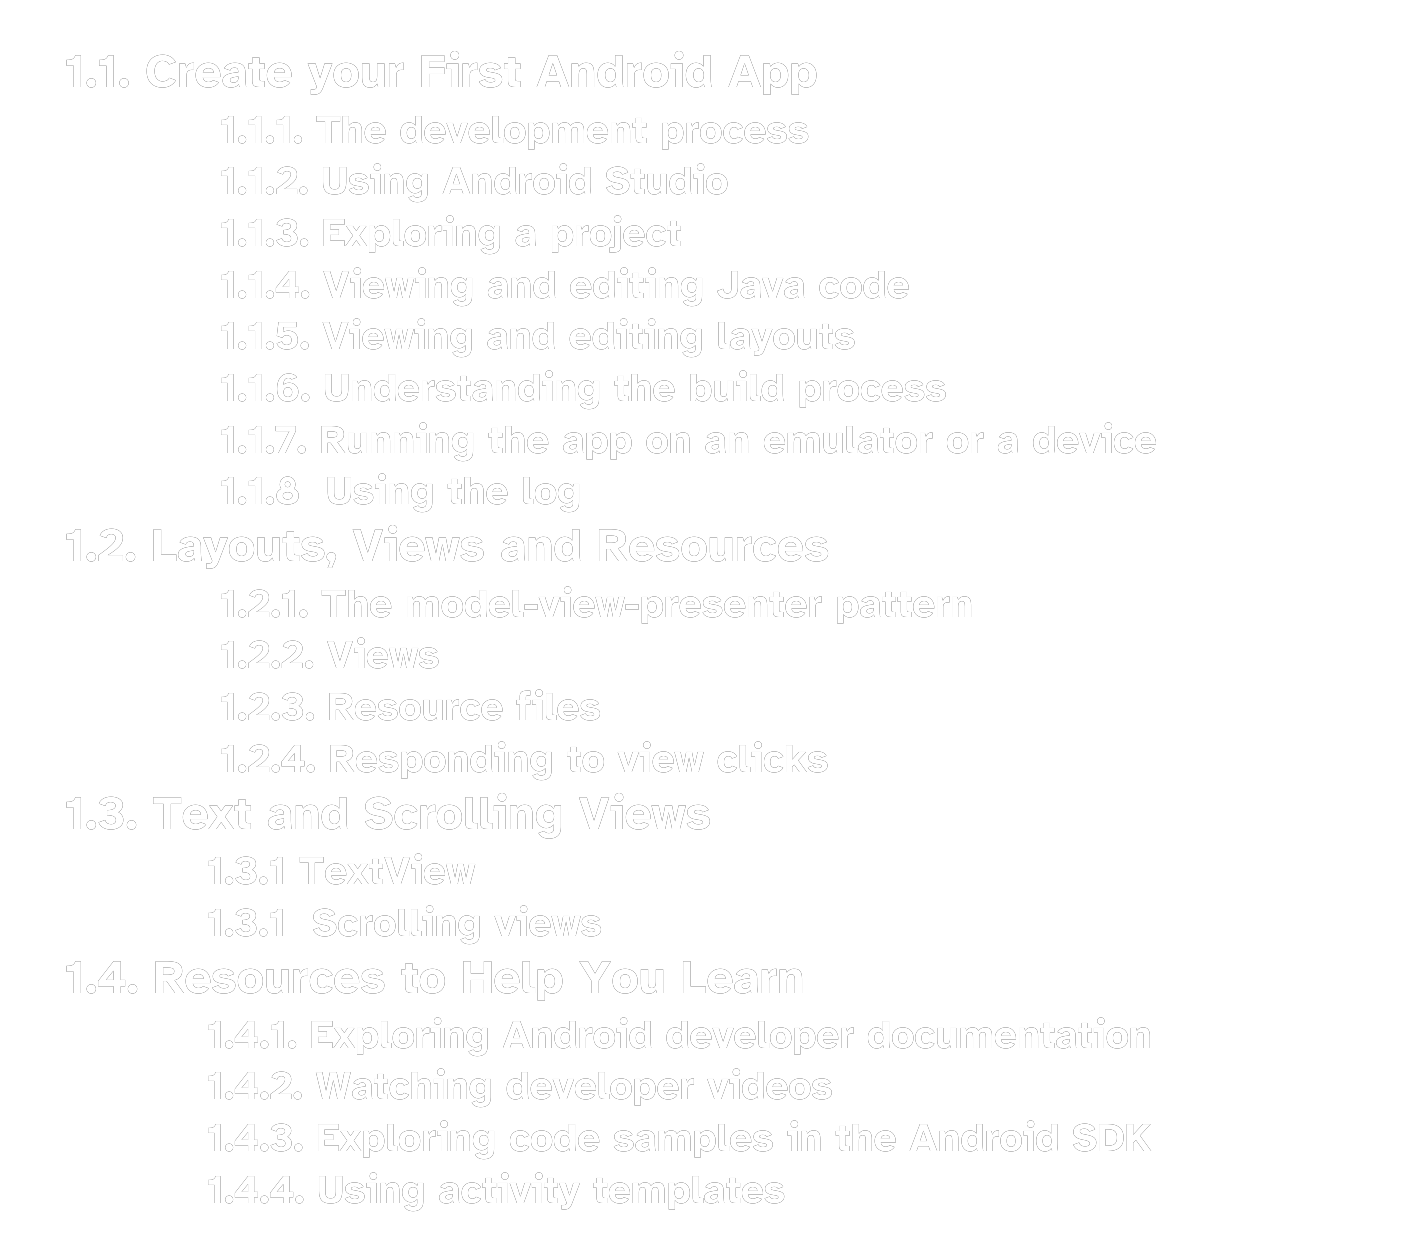 1.1. Create your First Android App
1.1.1. The development process
1.1.2. Using Android Studio
1.1.3. Exploring a project
1.1.4. Viewing and editing Java code
1.1.5. Viewing and editing layouts
1.1.6. Understanding the build process
1.1.7. Running the app on an emulator or a device
1.1.8  Using the log
1.2. Layouts, Views and Resources
1.2.1. The model-view-presenter pattern
1.2.2. Views
1.2.3. Resource files
1.2.4. Responding to view clicks
1.3. Text and Scrolling Views
1.3.1 TextView
1.3.1  Scrolling views
1.4. Resources to Help You Learn
1.4.1. Exploring Android developer documentation
1.4.2. Watching developer videos
1.4.3. Exploring code samples in the Android SDK
1.4.4. Using activity templates